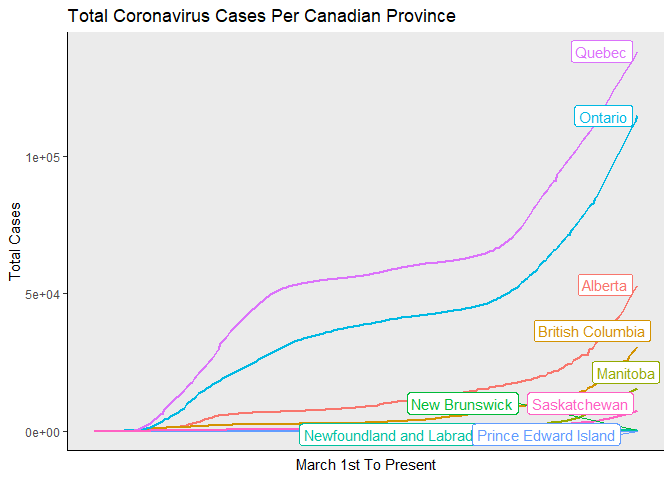 Total Coronavirus Cases Per Canadian Province
Quebec
Ontario
1e+05
Total Cases
5e+04
Alberta
British Columbia
Manitoba
New Brunswick
Saskatchewan
0e+00
Newfoundland and Labrad
Prince Edward Island
March 1st To Present